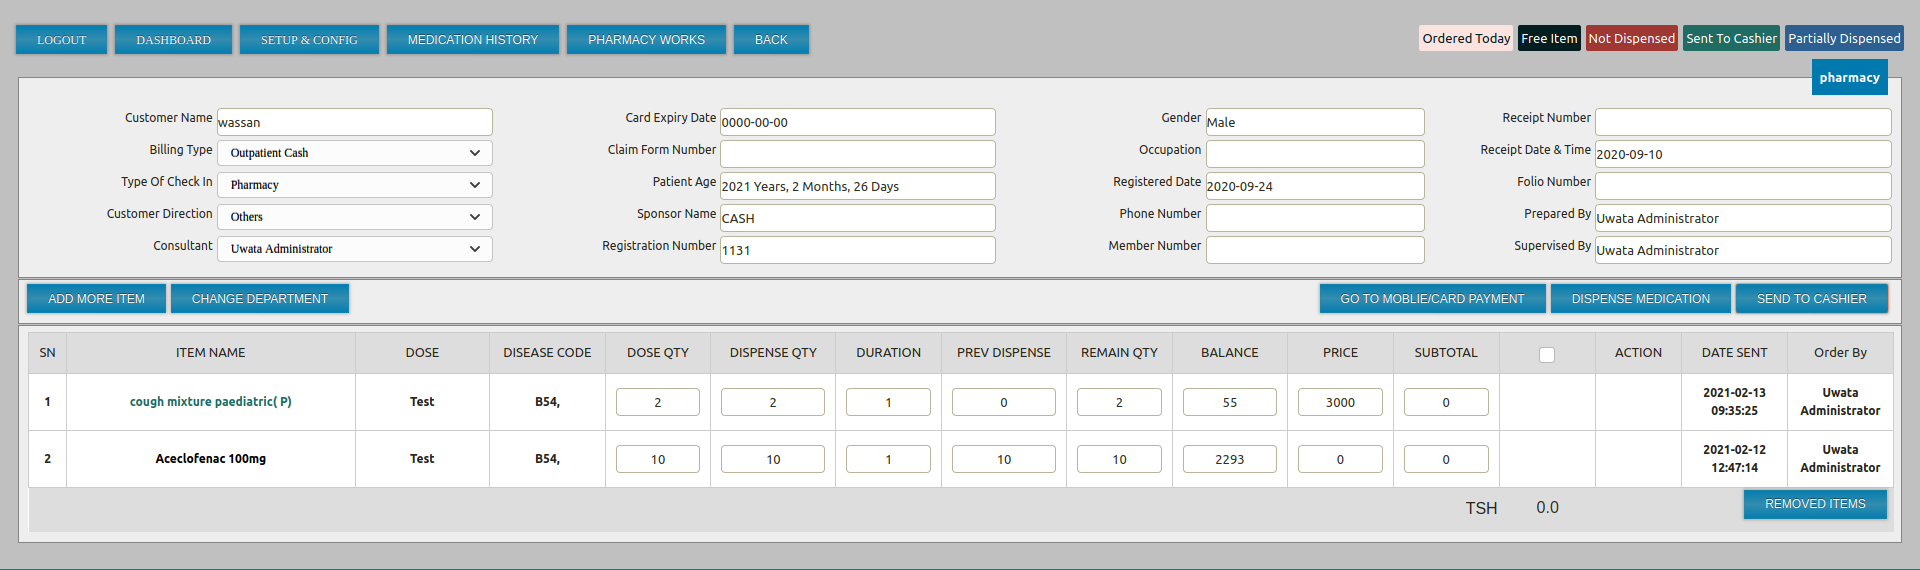 LOGOUT DASHBOARD SETUP & CONFIG MEDICATION HISTORY PHARMACY WORKS BACK Ordered Today Free Item Not Dispensed Sent To Cashier Partially Dispensed
pharmacy
Customer Name wassan Card Expiry Date 0000-00-00 Gender Male Receipt Number
Billing Type Outpatient Cash Claim Form Number Occupation Receipt Date & Time 2020-09-10
Type Of Check In Pharmacy Patient Age 2021 Years, 2 Months, 26 Days Registered Date 2020-09-24 Folio Number
Customer Direction Others Sponsor Name CASH Phone Number Prepared By Uwata Administrator
Consultant Uwata Administrator Registration Number 1131 Member Number Supervised By Uwata Administrator
ADD MORE ITEM CHANGE DEPARTMENT GO TO MOBLIE/CARD PAYMENT DISPENSE MEDICATION SEND TO CASHIER
SN ITEM NAME DOSE DISEASE CODE DOSE QTY DISPENSE QTY DURATION PREV DISPENSE REMAIN QTY BALANCE PRICE SUBTOTAL ACTION DATE SENT Order By
1 cough mixture paediatric( P) Test B54, 2 2 1 0 2 55 3000 0 2021-02-13 09:35:25 Uwata Administrator
2 Aceclofenac 100mg Test B54, 10 10 1 10 10 2293 0 0 2021-02-12 12:47:14 Uwata Administrator
TSH 0.0 REMOVED ITEMS